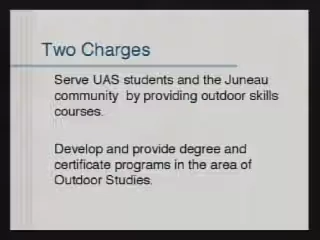 Two Charges
Serve UAS students and the Juneau
community by providing outdoor skills
courses.
Develop and provide degree and
certificate programs in the area of
Outdoor Studies.